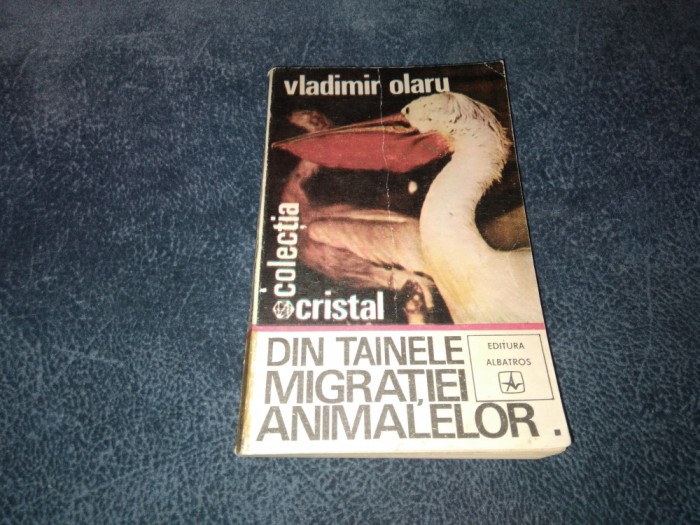 vladimir olaru
colecția
cristal
DIN TAINELE
MIGRAȚIEI
ANIMALELOR.
EDITURA
ALBATROS